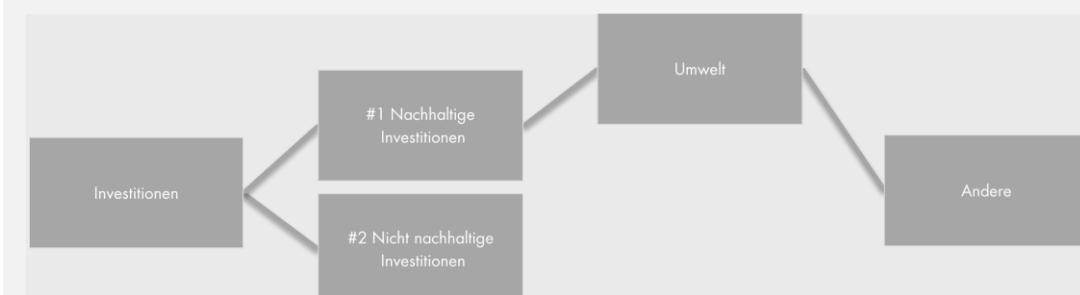 Umwelt
#1 Nachhaltige
Investitionen
Investitionen
Andere
#2 Nicht nachhaltige
Investitionen